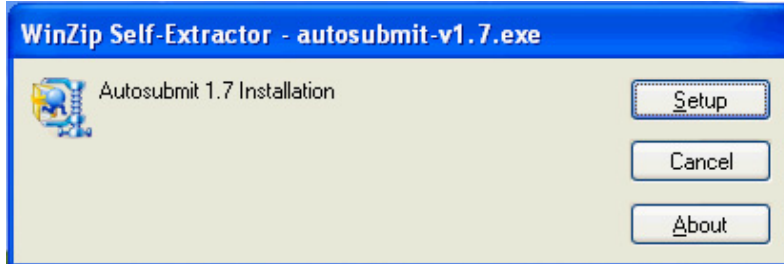 WinZip Self-Extractor - autosubmit-v1.7.exe
Autosubmit 1.7 Installation
Setup
Cancel
About